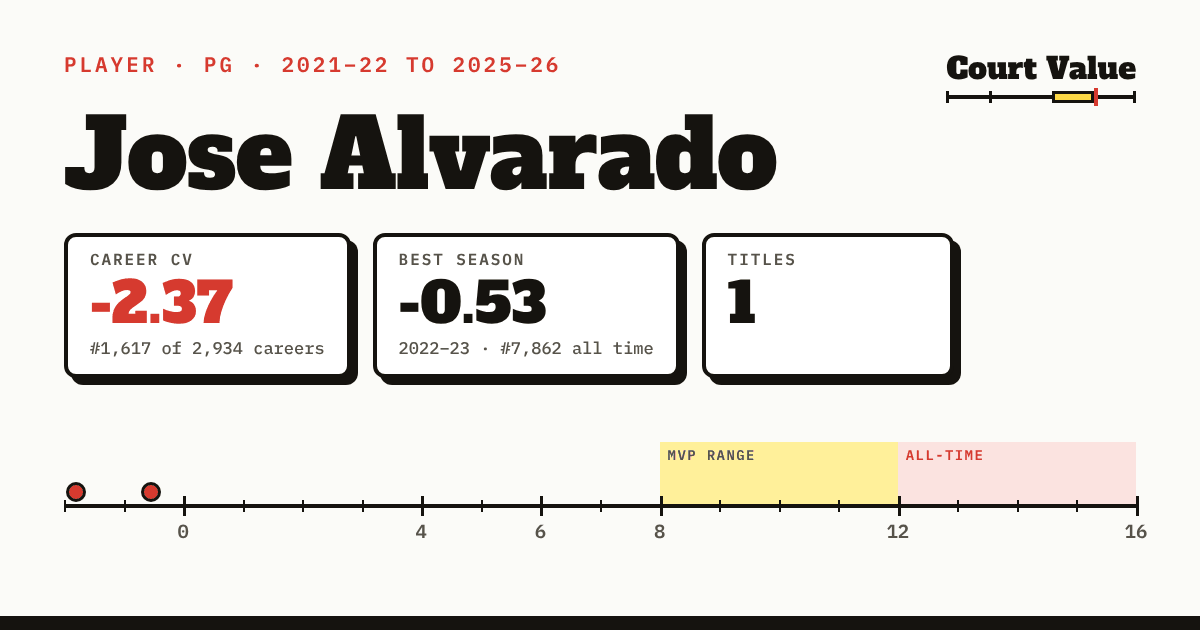 PLAYER · PG · 2021–22 TO 2025–26
Court Value
Jose Alvarado
CAREER CV
-2.37
#1,617 of 2,934 careers
BEST SEASON
-0.53
2022–23 · #7,862 all time
TITLES
1
MVP RANGE
ALL-TIME
0 4 6 8 12 16